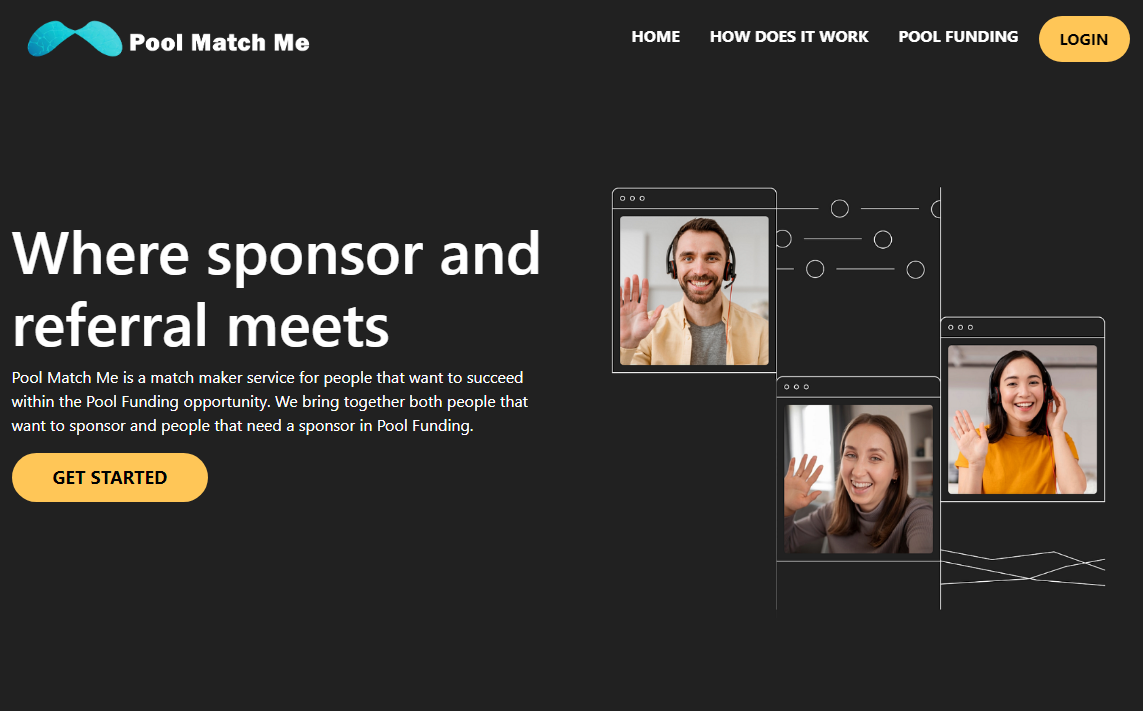 Pool Match Me
HOME
HOW DOES IT WORK
POOL FUNDING
LOGIN
Where sponsor and
referral meets
Pool Match Me is a match maker service for people that want to succeed
within the Pool Funding opportunity. We bring together both people that
want to sponsor and people that need a sponsor in Pool Funding.
GET STARTED